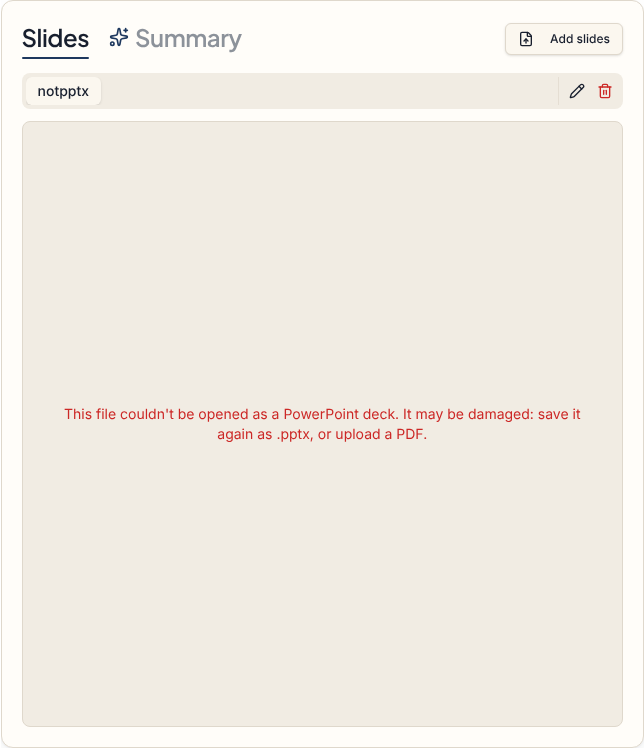 Slides
Summary
Add slides
notpptx
This file couldn't be opened as a PowerPoint deck. It may be damaged: save it
again as .pptx, or upload a PDF.